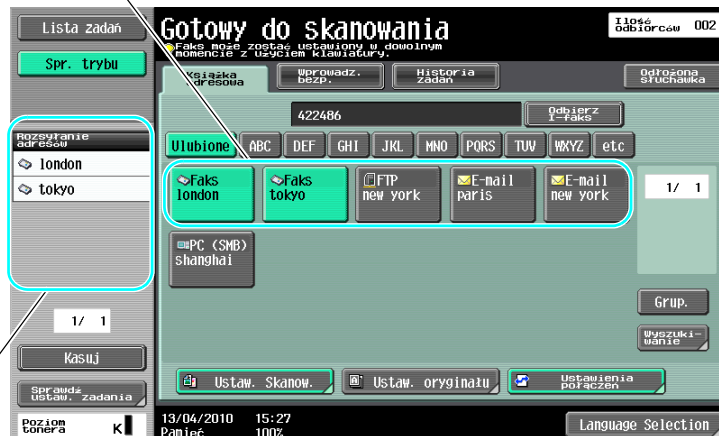 Lista zadań
Gotowy do skanowania
Faks może zostać ustawiony w dowolnym
momencie z użyciem klawiatury.
Ilość
odbiorców 002
Spr. trybu
Książka
adresowa
Wprowadz.
bezp.
Historia
zadań
Odłożona
słuchawka
422486
Odbierz
I-faks
Rozsyłanie
adresów
london
tokyo
Ulubione ABC DEF GHI JKL MNO PQRS TUV WXYZ etc
Faks
london
Faks
tokyo
FTP
new york
E-mail
paris
E-mail
new york
1/ 1
PC (SMB)
shanghai
Grup.
Wyszuki-
wanie
1/ 1
Kasuj
Sprawdź
ustaw. zadania
Ustaw. Skanow.
Ustaw. oryginału
Ustawienia
połączeń
Poziom
tonera K
13/04/2010 15:27
Pamięć 100%
Language Selection